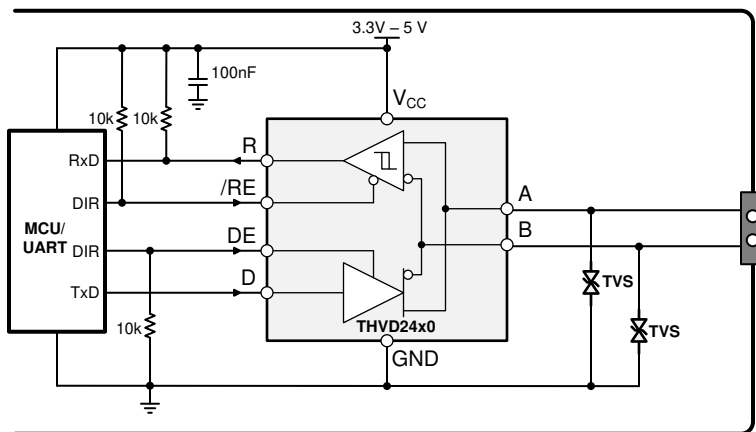 3.3V – 5 V
100nF
10k
10k
V_CC
R
RxD
/RE
DIR
A
MCU/
UART
DE
DIR
B
D
TxD
TVS
10k
THVD24x0
TVS
GND